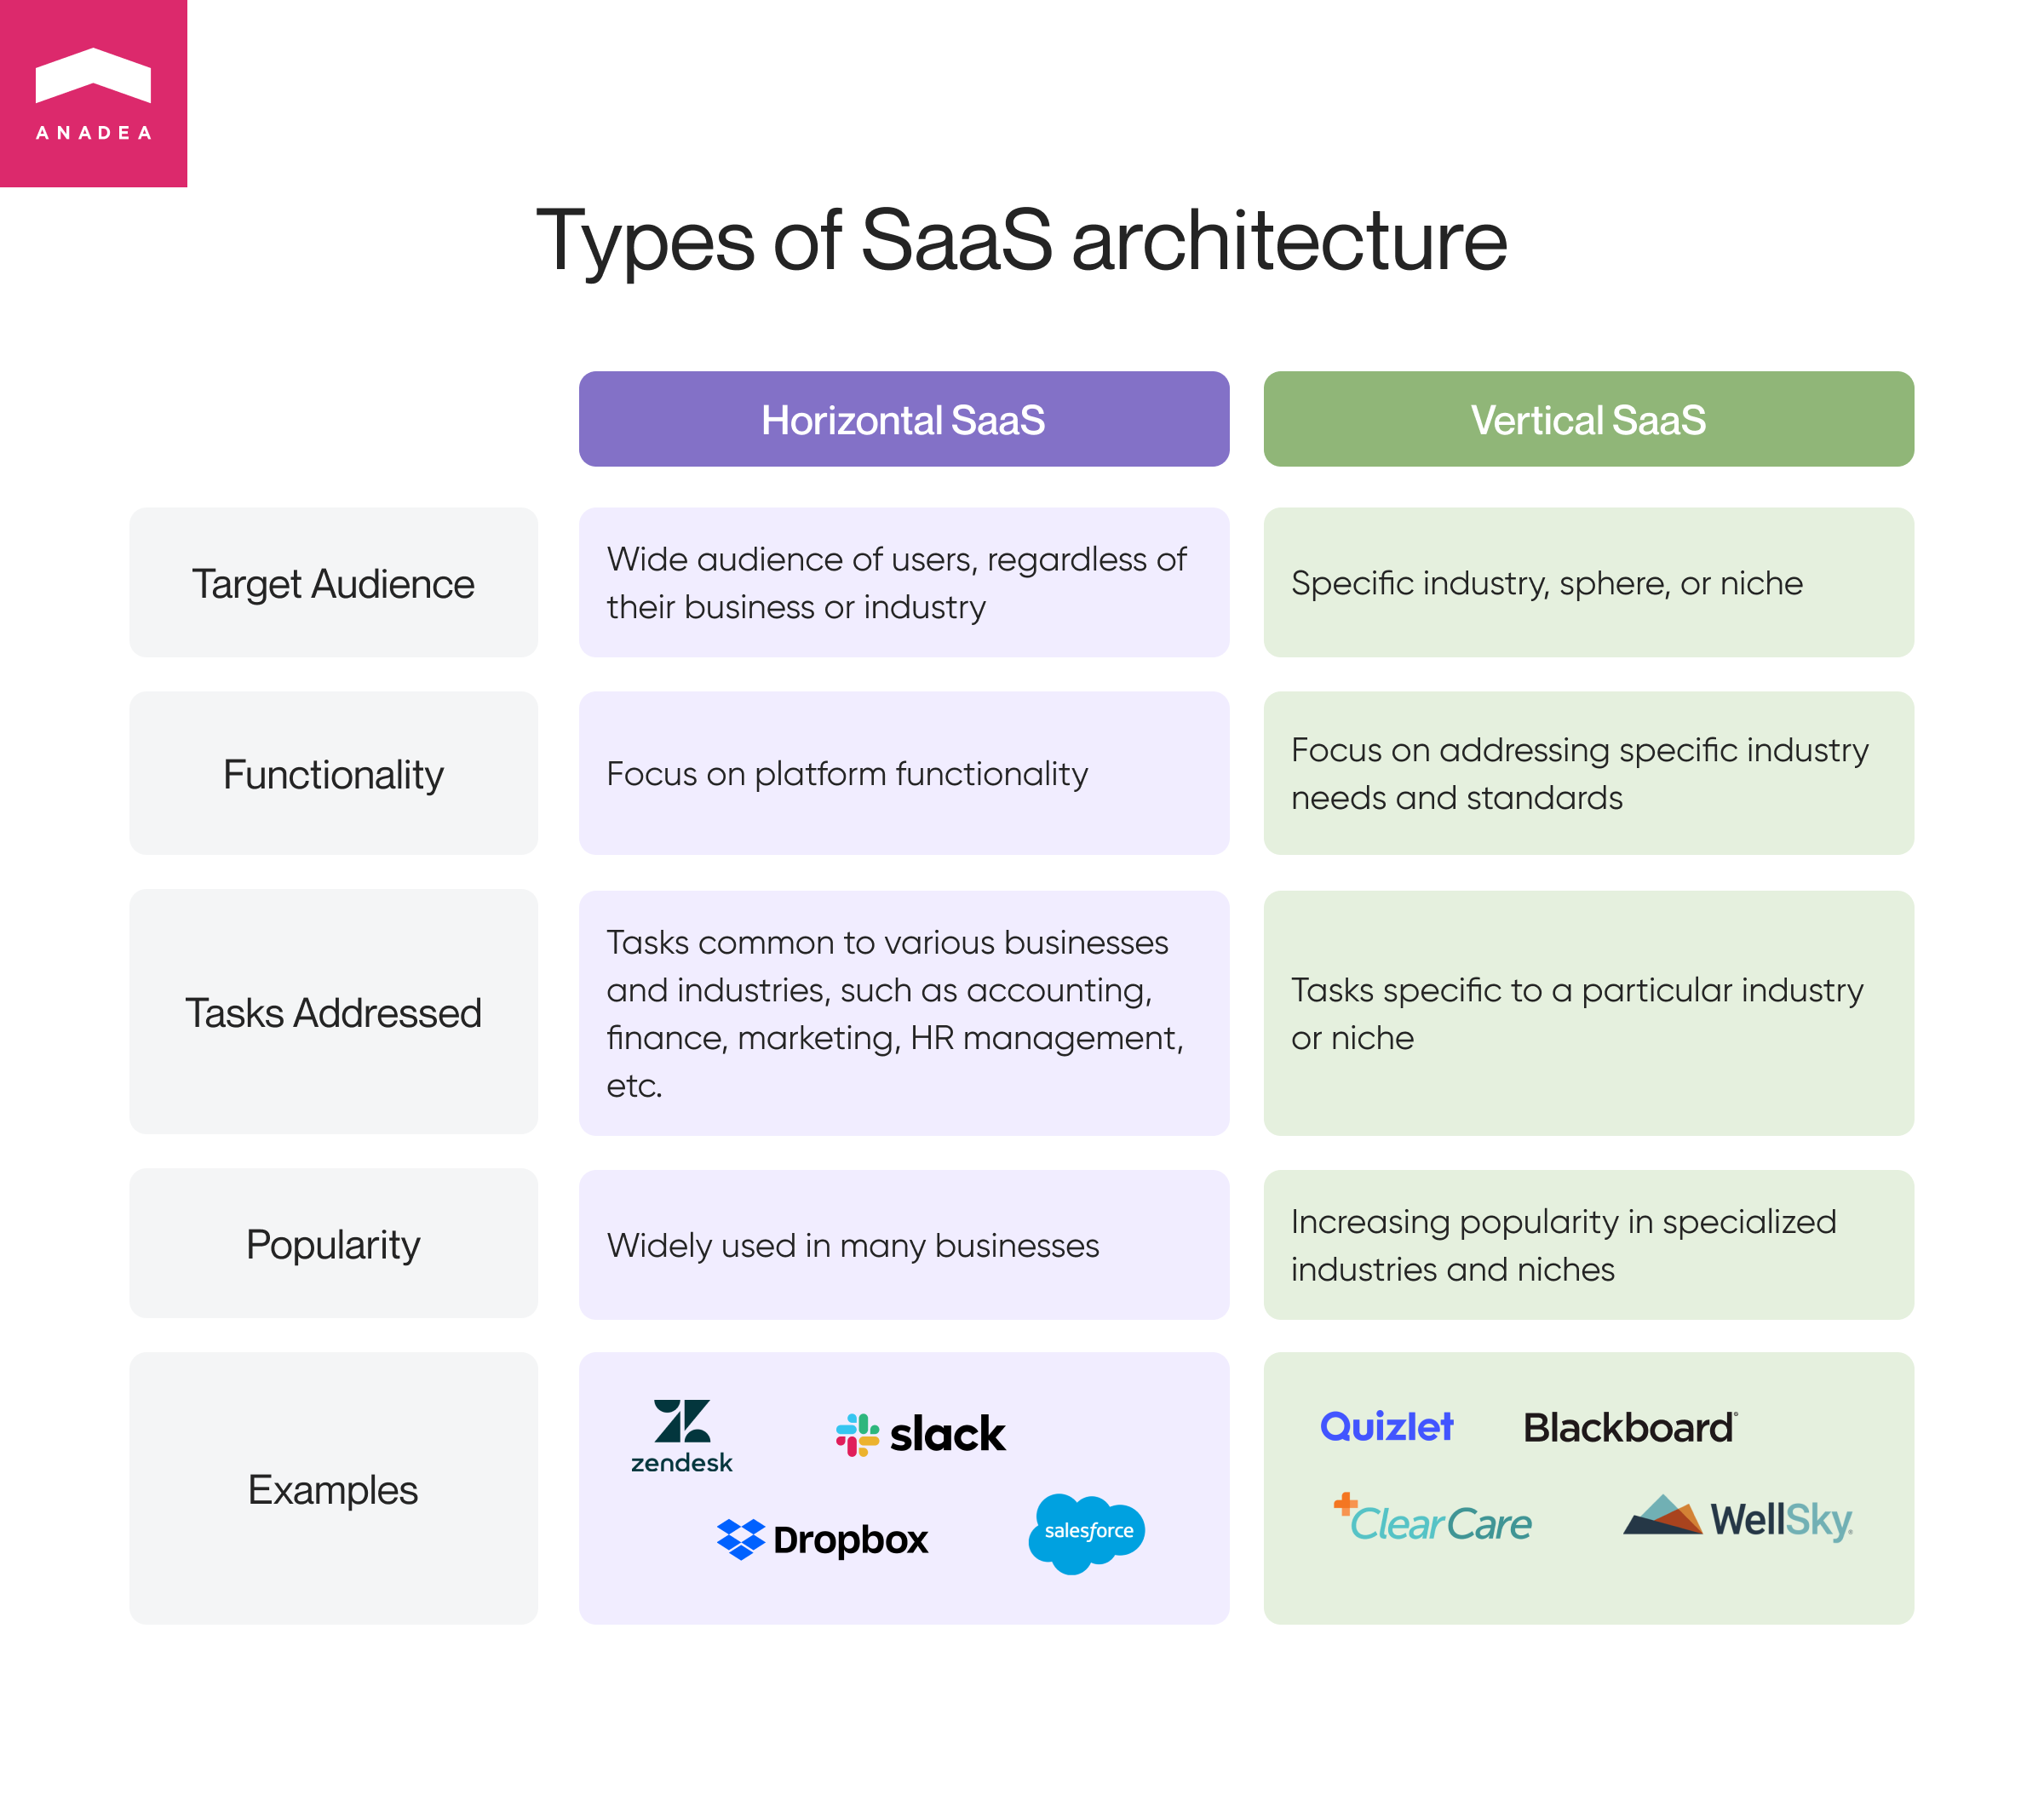 ANADEA
Types of SaaS architecture
Horizontal SaaS
Vertical SaaS
Target Audience
Wide audience of users, regardless of
their business or industry
Specific industry, sphere, or niche
Functionality
Focus on platform functionality
Focus on addressing specific industry
needs and standards
Tasks Addressed
Tasks common to various businesses
and industries, such as accounting,
finance, marketing, HR management,
etc.
Tasks specific to a particular industry
or niche
Popularity
Widely used in many businesses
Increasing popularity in specialized
industries and niches
Examples
zendesk
slack
Dropbox
salesforce
Quizlet
Blackboard®
ClearCare
WellSky®